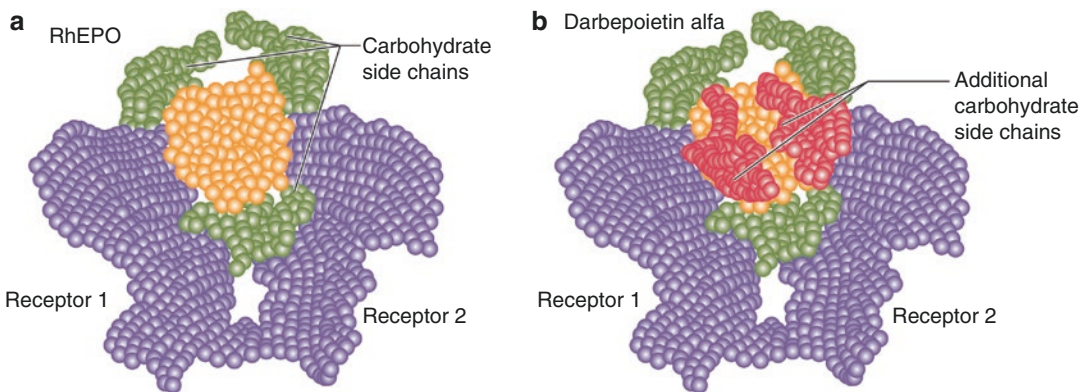 a
RhEPO
Carbohydrate
side chains
Receptor 1
Receptor 2
b
Darbepoietin alfa
Additional
carbohydrate
side chains
Receptor 1
Receptor 2